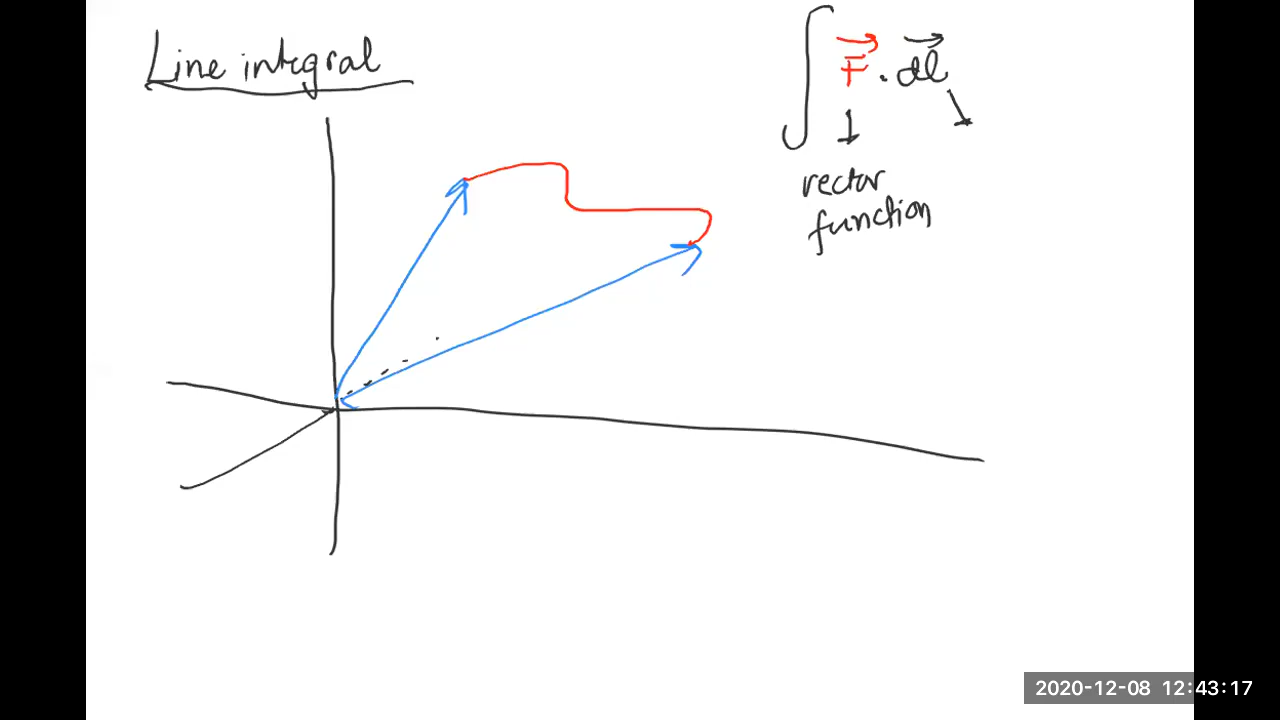 Line integral
∫ F⃗ . dl⃗
vector
function
2020-12-08 12:43:17